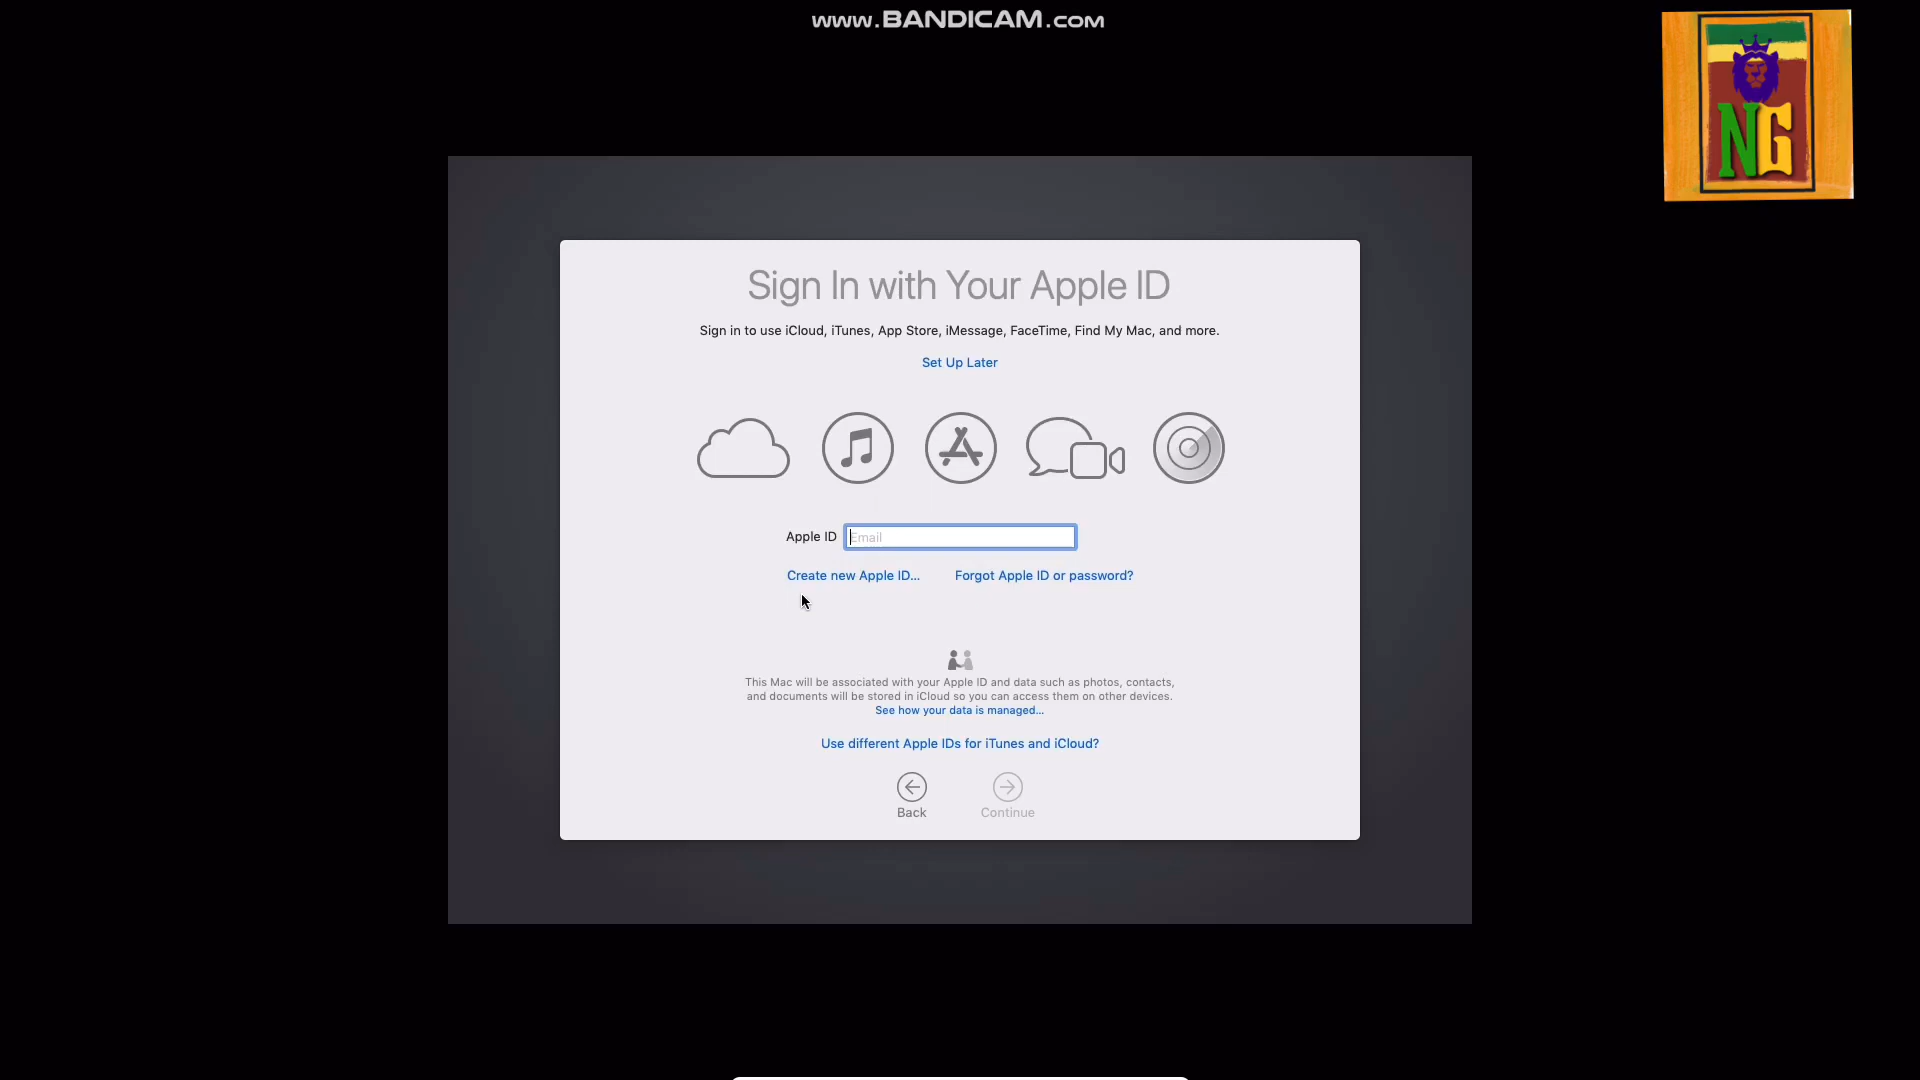 www.BANDICAM.com
NG
Sign In with Your Apple ID
Sign in to use iCloud, iTunes, App Store, iMessage, FaceTime, Find My Mac, and more.
Set Up Later
Apple ID Email
Create new Apple ID... Forgot Apple ID or password?
This Mac will be associated with your Apple ID and data such as photos, contacts,
and documents will be stored in iCloud so you can access them on other devices.
See how your data is managed...
Use different Apple IDs for iTunes and iCloud?
Back Continue